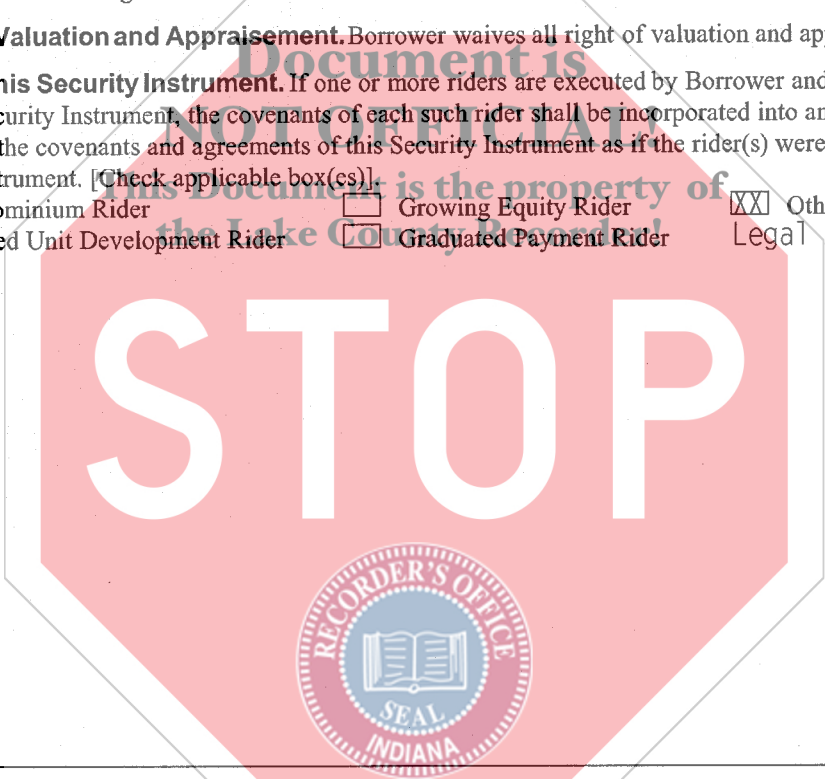 Valuation and Appraisement. Borrower waives all right of valuation and ap
Document is
his Security Instrument. If one or more riders are executed by Borrower and
curity Instrument, the covenants of each such rider shall be incorporated into an
NOT OFFICIAL!
the covenants and agreements of this Security Instrument as if the rider(s) were
trument. [Check applicable box(es)].
This Document is the property of
ominium Rider Growing Equity Rider XX Oth
the Lake County Recorder!
ed Unit Development Rider Graduated Payment Rider Legal
STOP
RECORDER'S OFFICE
SEAL
INDIANA